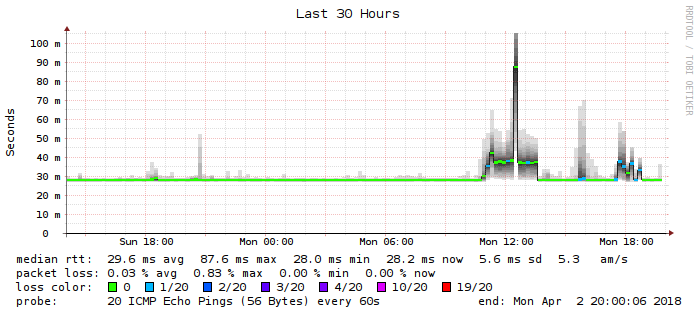 Last 30 Hours
RRDTOOL / TOBI OETIKER
Seconds
100 m
90 m
80 m
70 m
60 m
50 m
40 m
30 m
20 m
10 m
0
Sun 18:00 Mon 00:00 Mon 06:00 Mon 12:00 Mon 18:00
median rtt: 29.6 ms avg 87.6 ms max 28.0 ms min 28.2 ms now 5.6 ms sd 5.3 am/s
packet loss: 0.03 % avg 0.83 % max 0.00 % min 0.00 % now
loss color: 0 1/20 2/20 3/20 4/20 10/20 19/20
probe: 20 ICMP Echo Pings (56 Bytes) every 60s end: Mon Apr 2 20:00:06 2018